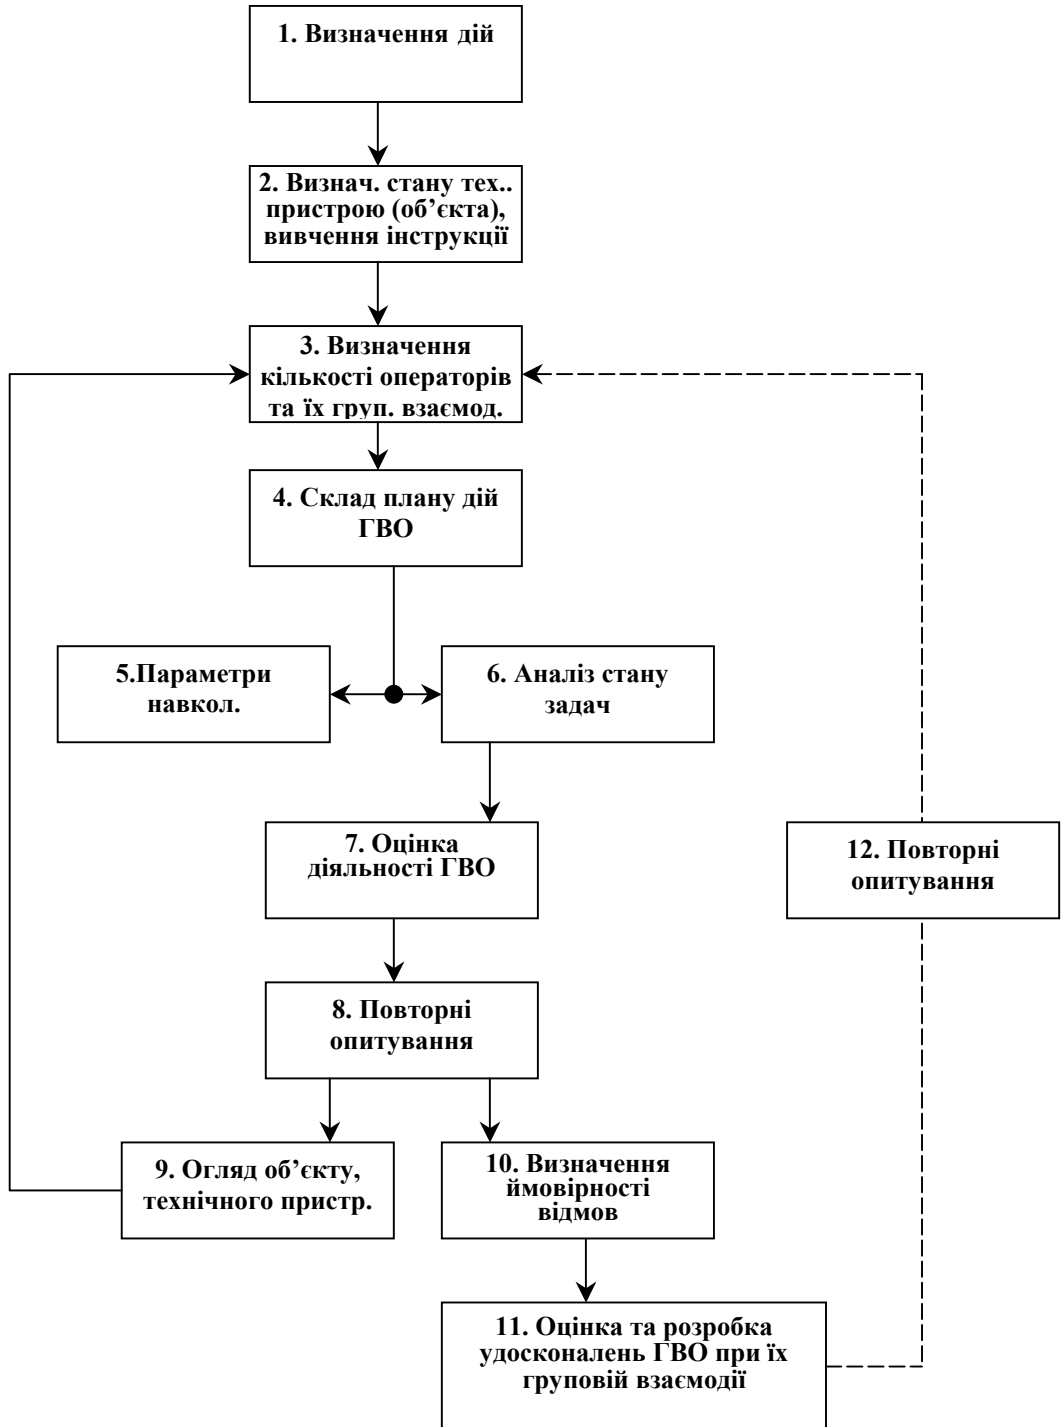 1. Визначення дій
2. Визнач. стану тех..
пристрою (об’єкта),
вивчення інструкції
3. Визначення
кількості операторів
та їх груп. взаємод.
4. Склад плану дій
ГВО
5.Параметри
навкол.
6. Аналіз стану
задач
7. Оцінка
діяльності ГВО
12. Повторні
опитування
8. Повторні
опитування
9. Огляд об’єкту,
технічного пристр.
10. Визначення
ймовірності
відмов
11. Оцінка та розробка
удосконалень ГВО при їх
груповій взаємодії